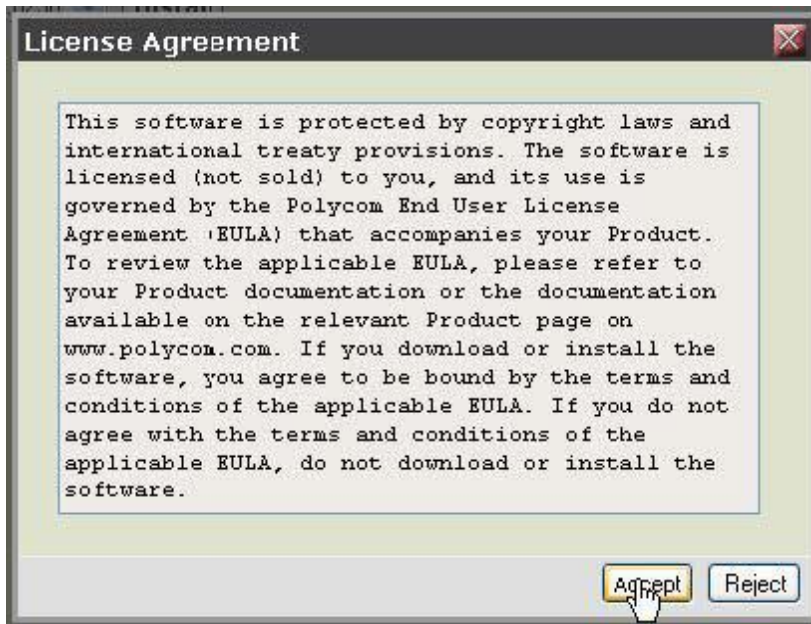 Install
License Agreement
This software is protected by copyright laws and
international treaty provisions. The software is
licensed (not sold) to you, and its use is
governed by the Polycom End User License
Agreement (EULA) that accompanies your Product.
To review the applicable EULA, please refer to
your Product documentation or the documentation
available on the relevant Product page on
www.polycom.com. If you download or install the
software, you agree to be bound by the terms and
conditions of the applicable EULA. If you do not
agree with the terms and conditions of the
applicable EULA, do not download or install the
software.
Accept Reject